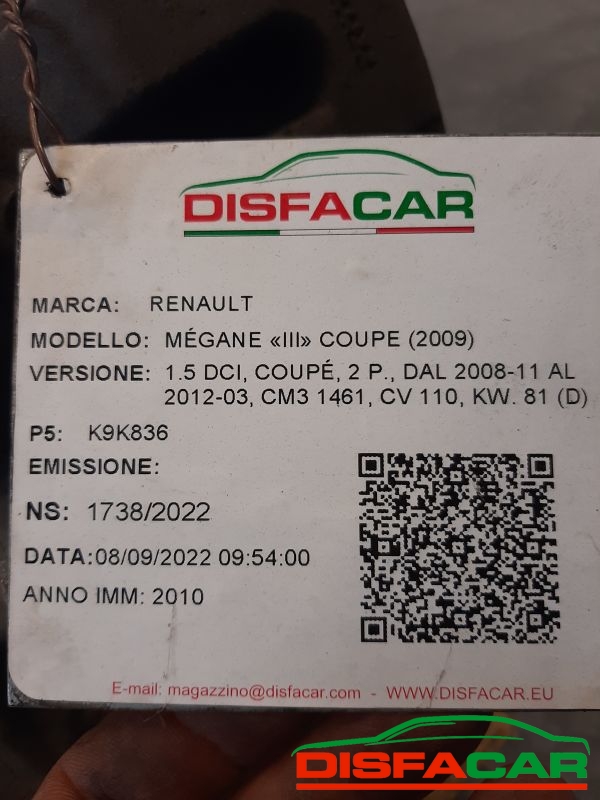 DISFACAR
MARCA: RENAULT
MODELLO: MÉGANE «III» COUPE (2009)
VERSIONE: 1.5 DCI, COUPÉ, 2 P., DAL 2008-11 AL
2012-03, CM3 1461, CV 110, KW. 81 (D)
P5: K9K836
EMISSIONE:
NS: 1738/2022
DATA:08/09/2022 09:54:00
ANNO IMM: 2010
E-mail: magazzino@disfacar.com - WWW.DISFACAR.EU
DISFACAR